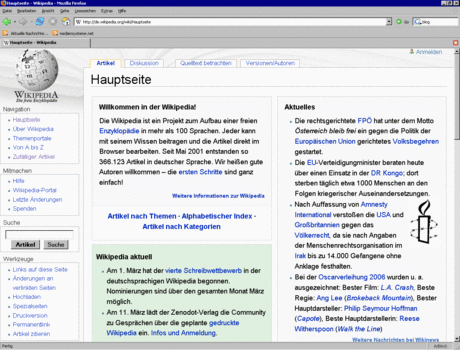 Hauptseite - Wikipedia - Mozilla Firefox
Datei Bearbeiten Ansicht Gehe Lesezeichen Extras Hilfe
http://de.wikipedia.org/wiki/Hauptseite
Hauptseite - Wikipedia
Anmelden
Artikel Diskussion Quelltext betrachten Versionen/Autoren
WIKIPEDIA
Die freie Enzyklopädie
Navigation
Hauptseite
Über Wikipedia
Themenportale
Von A bis Z
Zufälliger Artikel
Mitmachen
Hilfe
Wikipedia-Portal
Letzte Änderungen
Spenden
Suche
Artikel Suche
Werkzeuge
Links auf diese Seite
Änderungen an
verlinkten Seiten
Hochladen
Spezialseiten
Druckversion
Permanentlink
Artikel zitieren
Hauptseite
Willkommen in der Wikipedia!
Die Wikipedia ist ein Projekt zum Aufbau einer freien
Enzyklopädie in mehr als 100 Sprachen. Jeder kann
mit seinem Wissen beitragen und die Artikel direkt im
Browser bearbeiten. Seit Mai 2001 entstanden so
366.123 Artikel in deutscher Sprache. Wir heißen gute
Autoren willkommen – die ersten Schritte sind ganz
einfach!
Weitere Informationen zur Wikipedia
Artikel nach Themen · Alphabetischer Index ·
Artikel nach Kategorien
Wikipedia aktuell
Am 1. März hat der vierte Schreibwettbewerb in der
deutschsprachigen Wikipedia begonnen.
Nominierungen sind über den gesamten Monat März
möglich.
Am 11. März lädt der Zenodot-Verlag die Community
zu Gesprächen über die geplante gedruckte
Wikipedia ein. Infos und Anmeldung.
Aktuelles
Die rechtsgerichtete FPÖ hat unter dem Motto
Österreich bleib frei ein gegen die Politik der
Europäischen Union gerichtetes Volksbegehren
gestartet.
Die EU-Verteidigungminister beraten heute
über einen Einsatz in der DR Kongo; dort
sterben täglich etwa 1000 Menschen an den
Folgen kriegerischer Auseinandersetzungen.
Nach Auffassung von Amnesty
International verstoßen die USA und
Großbritannien gegen das
Völkerrecht, da sie nach Angaben
der Menschenrechtsorganisation im
Irak bis zu 14.000 Gefangene ohne
Anklage festhalten.
Bei der Oscarverleihung 2006 wurden u. a.
ausgezeichnet: Bester Film: L.A. Crash, Beste
Regie: Ang Lee (Brokeback Mountain), Bester
Hauptdarsteller: Philip Seymour Hoffman
(Capote), Beste Hauptdarstellerin: Reese
Witherspoon (Walk the Line)
Weitere Nachrichten bei Wikinews
Fertig